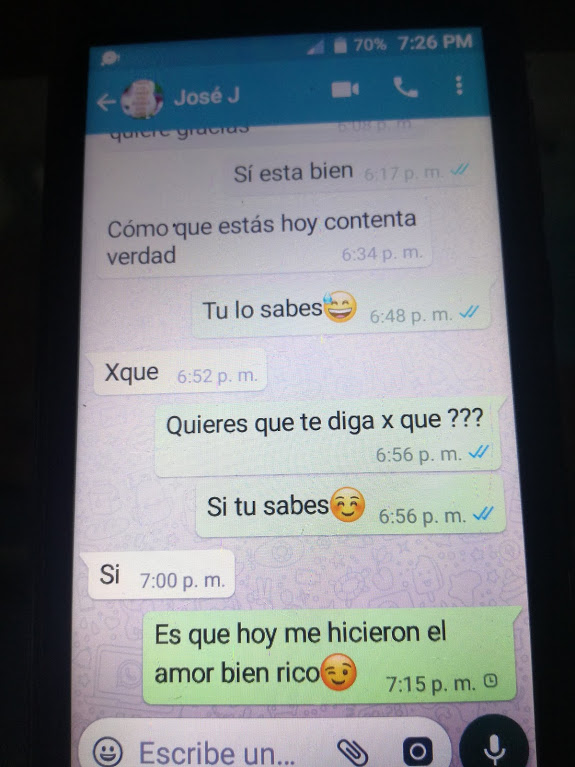 70% 7:26 PM
José J
quiere gracias 6:08 p. m.
Sí esta bien 6:17 p. m.
Cómo que estás hoy contenta
verdad 6:34 p. m.
Tu lo sabes😅 6:48 p. m.
Xque 6:52 p. m.
Quieres que te diga x que ???
6:56 p. m.
Si tu sabes☺️ 6:56 p. m.
Si 7:00 p. m.
Es que hoy me hicieron el
amor bien rico😉 7:15 p. m.
Escribe un...